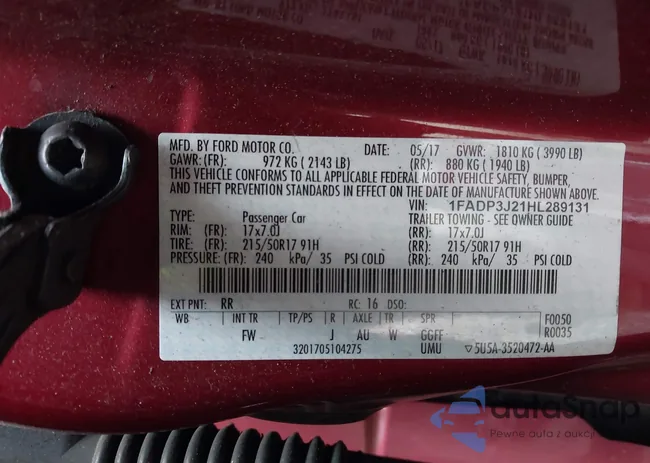 MFD. BY FORD MOTOR CO. DATE: 05/17 GVWR: 1810 KG ( 3990 LB)
GAWR: (FR): 972 KG ( 2143 LB) (RR): 880 KG ( 1940 LB)
THIS VEHICLE CONFORMS TO ALL APPLICABLE FEDERAL MOTOR VEHICLE SAFETY, BUMPER,
AND THEFT PREVENTION STANDARDS IN EFFECT ON THE DATE OF MANUFACTURE SHOWN ABOVE.
VIN: 1FADP3J21HL289131
TYPE: Passenger Car TRAILER TOWING - SEE OWNER GUIDE
RIM: (FR): 17x7.0J (RR): 17x7.0J
TIRE: (FR): 215/50R17 91H (RR): 215/50R17 91H
PRESSURE: (FR): 240 kPa/ 35 PSI COLD (RR): 240 kPa/ 35 PSI COLD
EXT PNT: RR RC: 16 DSO:
WB INT TR TP/PS R AXLE TR SPR F0050
FW J AU W GGFF R0035
3201705104275 UMU ▽5U5A-3520472-AA
autoSnap
Pewne auta z aukcji